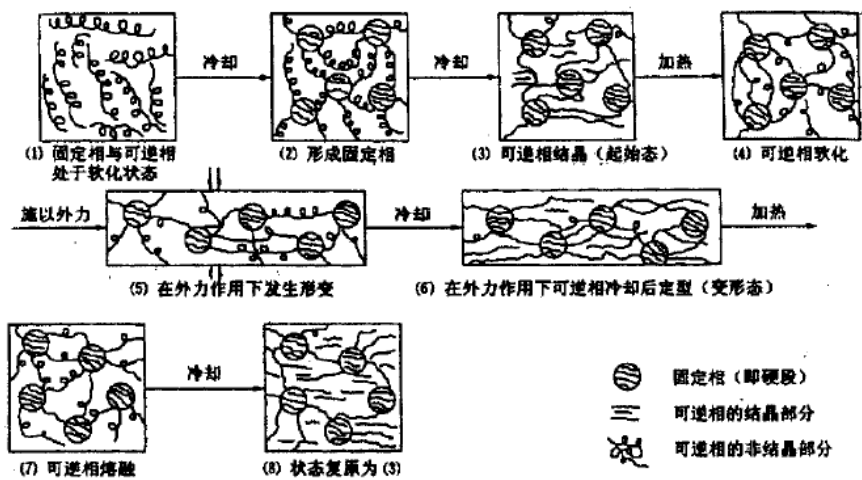 冷却
冷却
加热
(1) 固定相与可逆相
处于软化状态
(2) 形成固定相
(3) 可逆相结晶(起始态)
(4) 可逆相软化
施以外力
冷却
加热
(5) 在外力作用下发生形变
(6) 在外力作用下可逆相冷却后定型(变形态)
冷却
固定相(即硬段)
可逆相的结晶部分
可逆相的非结晶部分
(7) 可逆相熔融
(8) 状态复原为(3)